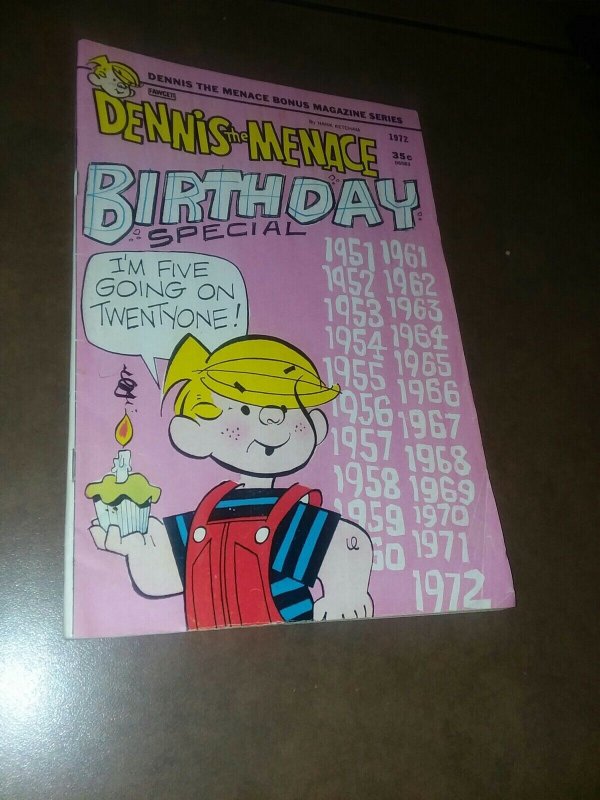 DENNIS THE MENACE BONUS MAGAZINE SERIES
FAWCETT
By HANK KETCHAM
DENNIS the MENACE
1972
35¢
BIRTHDAY
SPECIAL
I'M FIVE
GOING ON
TWENTYONE!
1951 1961
1952 1962
1953 1963
1954 1964
1955 1965
1956 1966
1957 1967
1958 1968
1959 1969
60 1970
1971
1972